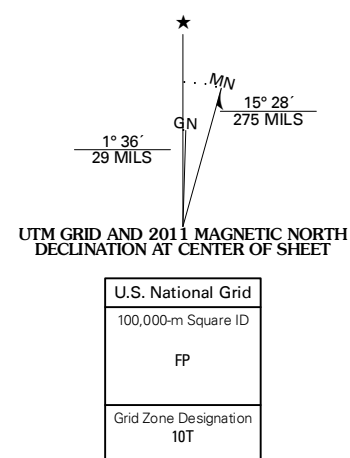 ★
MN
GN
15° 28´
275 MILS
1° 36´
29 MILS
UTM GRID AND 2011 MAGNETIC NORTH
DECLINATION AT CENTER OF SHEET
U.S. National Grid
100,000-m Square ID
FP
Grid Zone Designation
10T